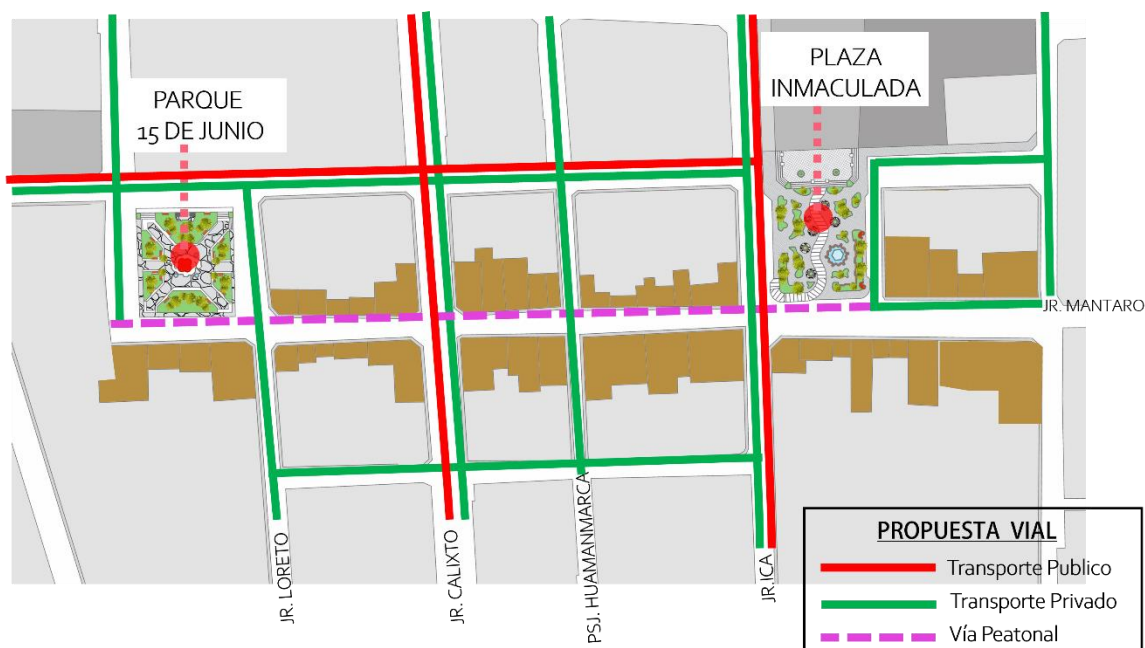 PARQUE
15 DE JUNIO
PLAZA
INMACULADA
JR. MANTARO
JR. LORETO
JR. CALIXTO
PSJ. HUAMANMARCA
JR.ICA
PROPUESTA VIAL
Transporte Publico
Transporte Privado
Vía Peatonal